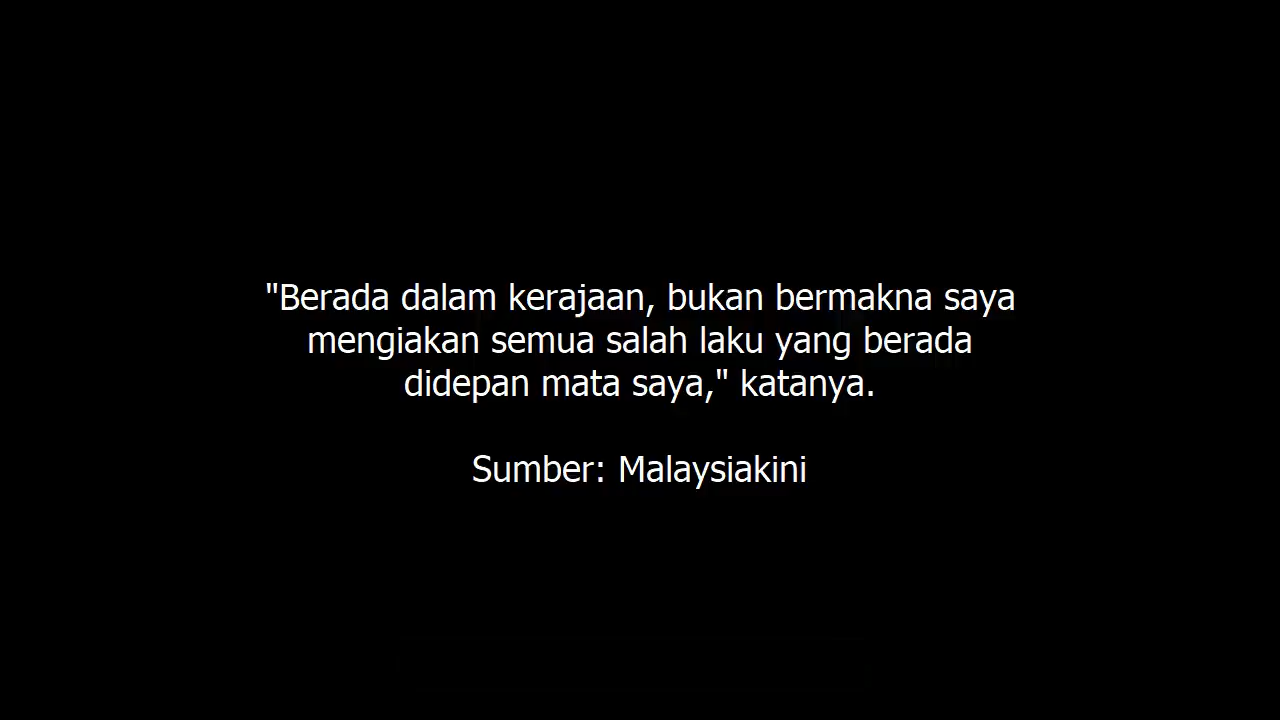 "Berada dalam kerajaan, bukan bermakna saya
mengiakan semua salah laku yang berada
didepan mata saya," katanya.
Sumber: Malaysiakini